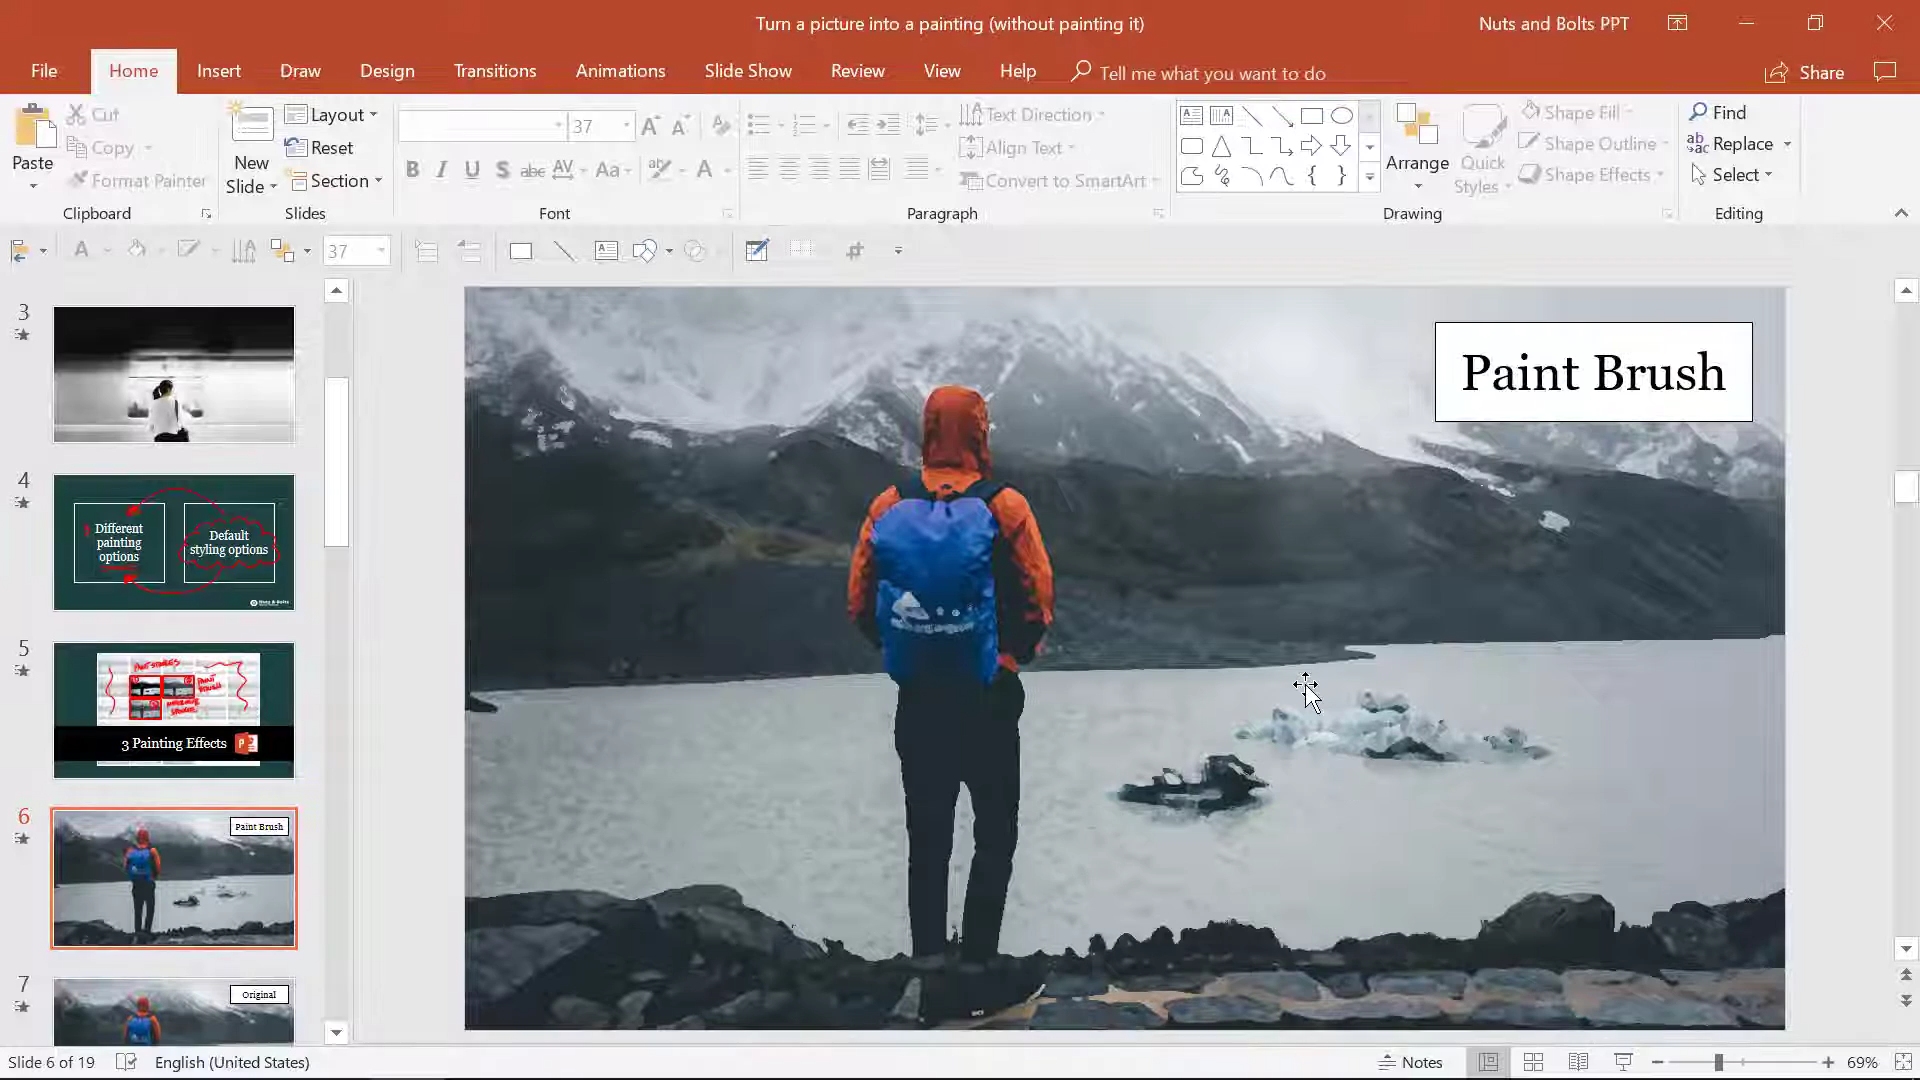 Turn a picture into a painting (without painting it)
Nuts and Bolts PPT
File
Home
Insert
Draw
Design
Transitions
Animations
Slide Show
Review
View
Help
Tell me what you want to do
Share
Paste
Cut
Copy
Format Painter
Clipboard
New
Slide
Layout
Reset
Section
Slides
37
Font
Text Direction
Align Text
Convert to SmartArt
Paragraph
Arrange
Quick
Styles
Shape Fill
Shape Outline
Shape Effects
Drawing
Find
Replace
Select
Editing
37
3
4
Different
painting
options
Default
styling options
5
PAINT
BRUSH
3 Painting Effects
6
Paint Brush
7
Original
Paint Brush
Slide 6 of 19
English (United States)
Notes
69%